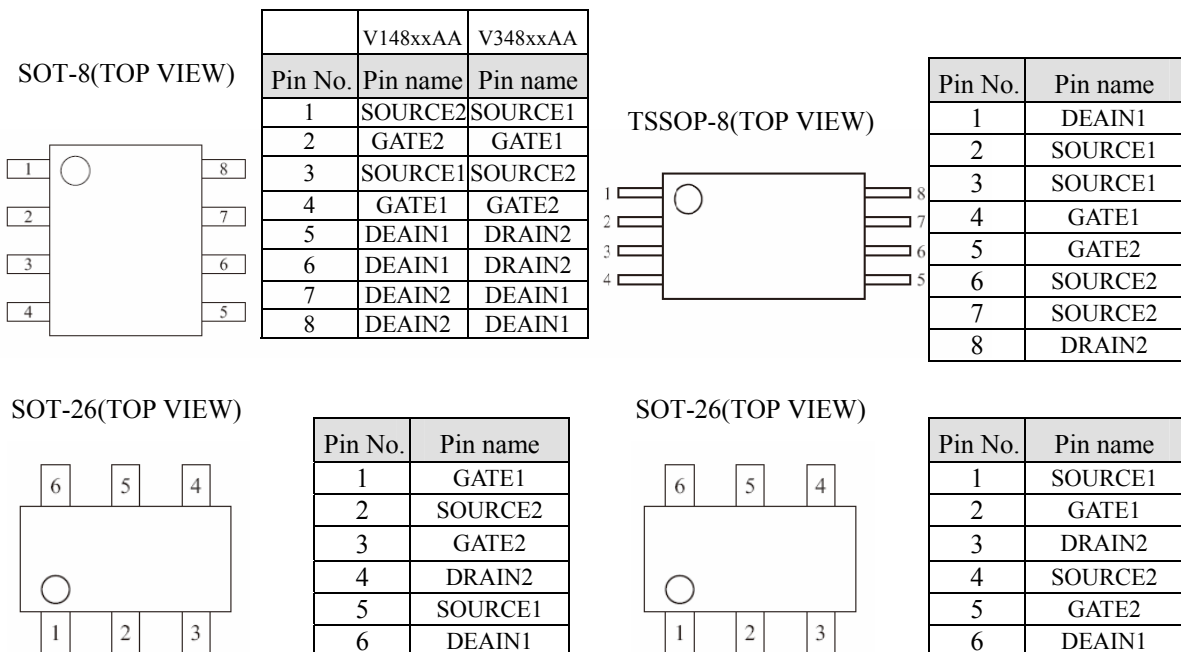 SOT-8(TOP VIEW)
1 8
2 7
3 6
4 5
V148xxAA V348xxAA
Pin No. Pin name Pin name
1 SOURCE2 SOURCE1
2 GATE2 GATE1
3 SOURCE1 SOURCE2
4 GATE1 GATE2
5 DEAIN1 DRAIN2
6 DEAIN1 DRAIN2
7 DEAIN2 DEAIN1
8 DEAIN2 DEAIN1
TSSOP-8(TOP VIEW)
1 8
2 7
3 6
4 5
Pin No. Pin name
1 DEAIN1
2 SOURCE1
3 SOURCE1
4 GATE1
5 GATE2
6 SOURCE2
7 SOURCE2
8 DRAIN2
SOT-26(TOP VIEW)
6 5 4
1 2 3
Pin No. Pin name
1 GATE1
2 SOURCE2
3 GATE2
4 DRAIN2
5 SOURCE1
6 DEAIN1
SOT-26(TOP VIEW)
6 5 4
1 2 3
Pin No. Pin name
1 SOURCE1
2 GATE1
3 DRAIN2
4 SOURCE2
5 GATE2
6 DEAIN1